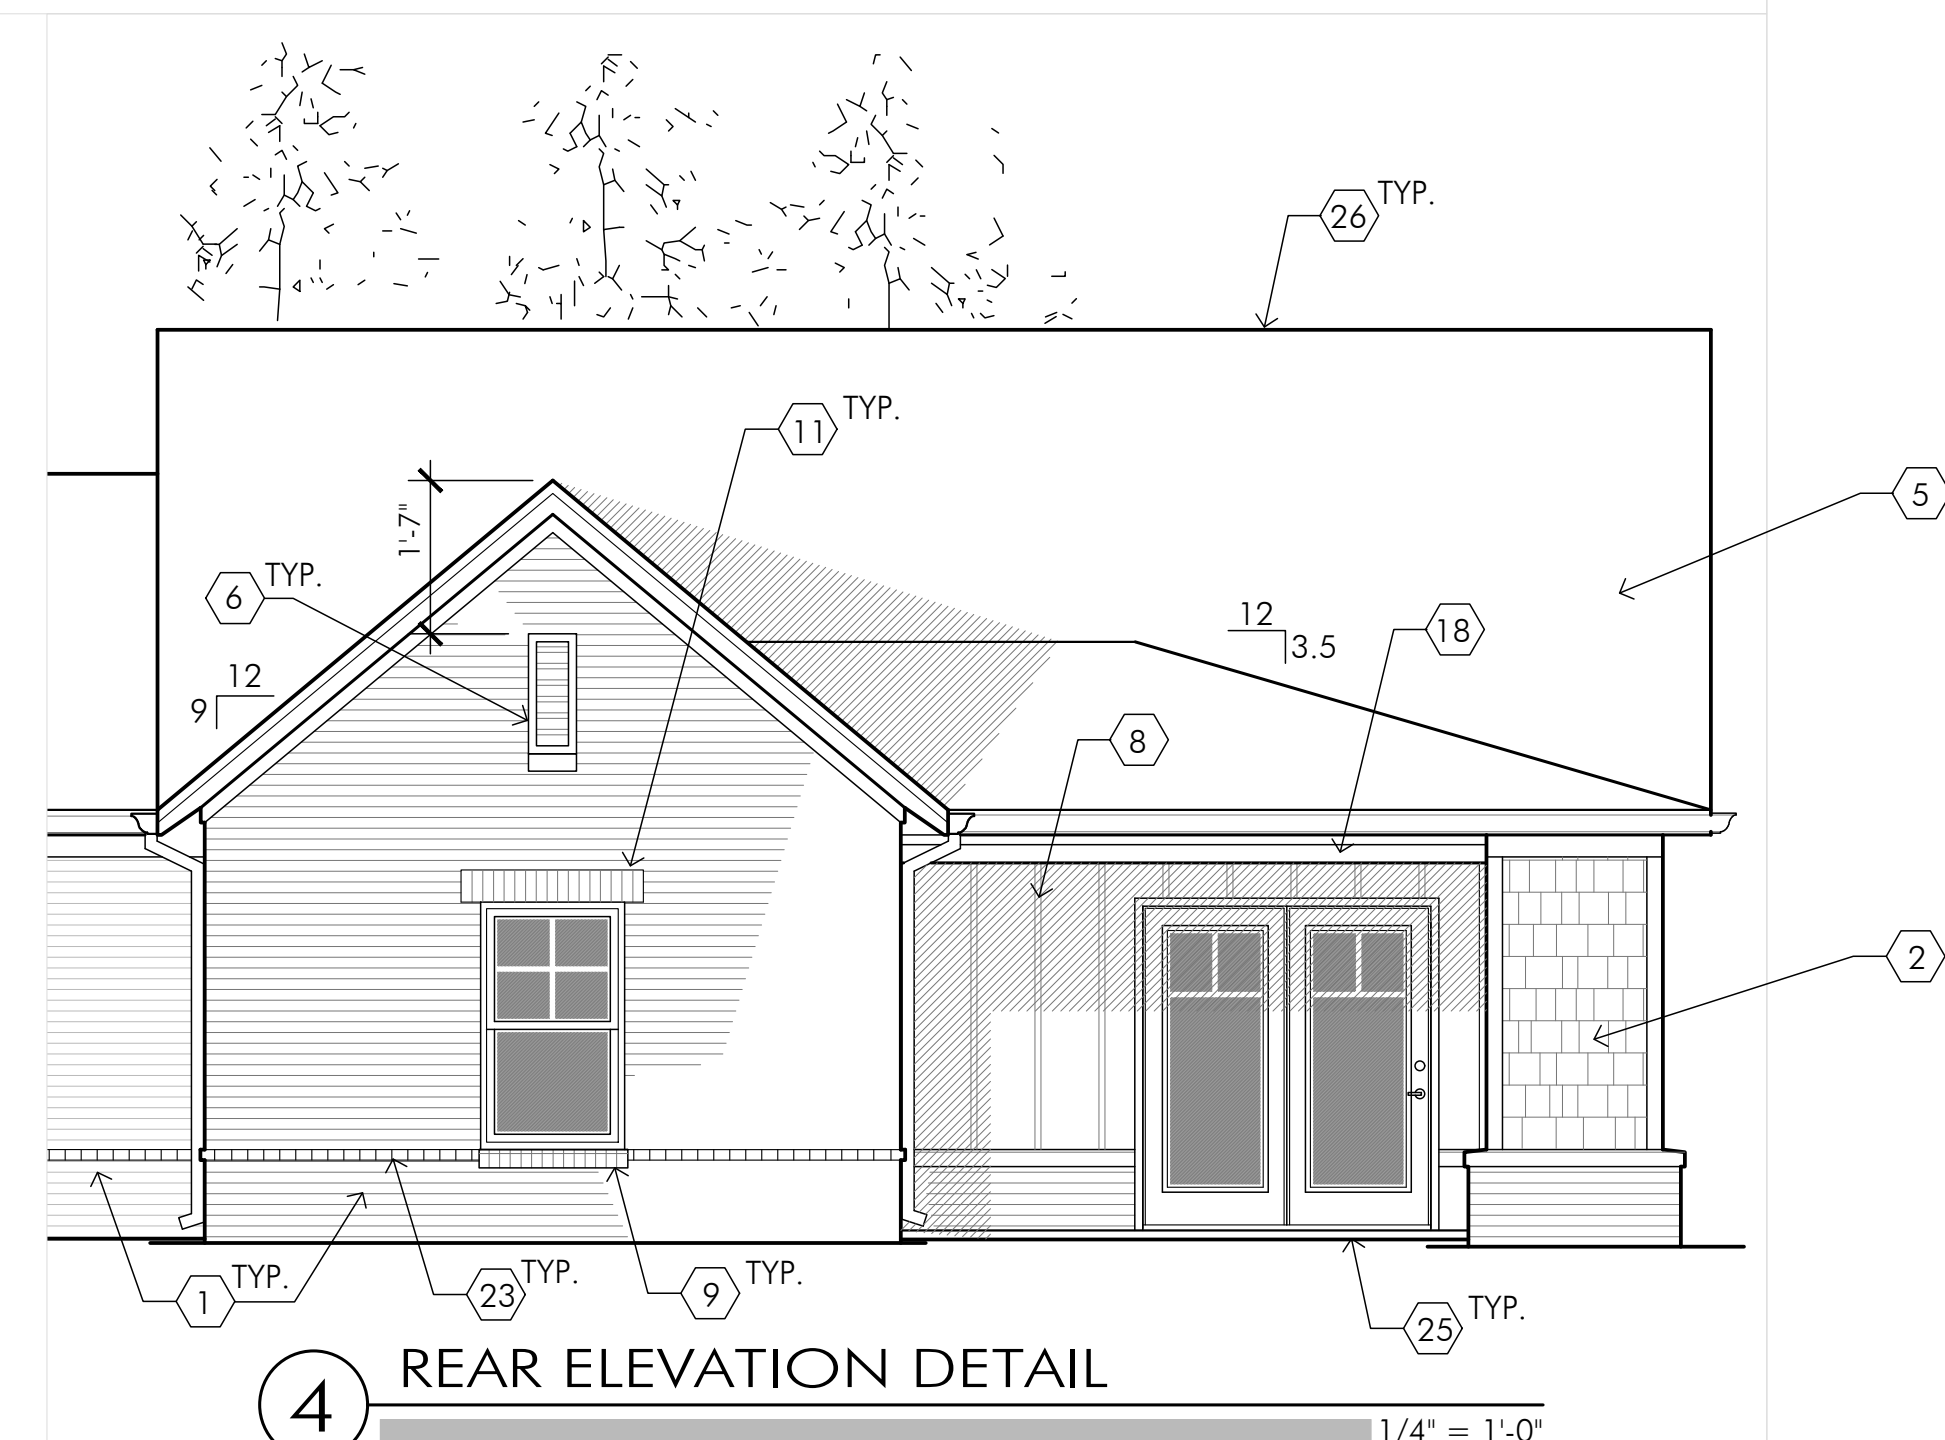 26 TYP.
11 TYP.
5
1'-7"
6 TYP.
12
3.5
18
12
9
8
2
1 TYP.
23 TYP.
9 TYP.
25 TYP.
4 REAR ELEVATION DETAIL
1/4" = 1'-0"